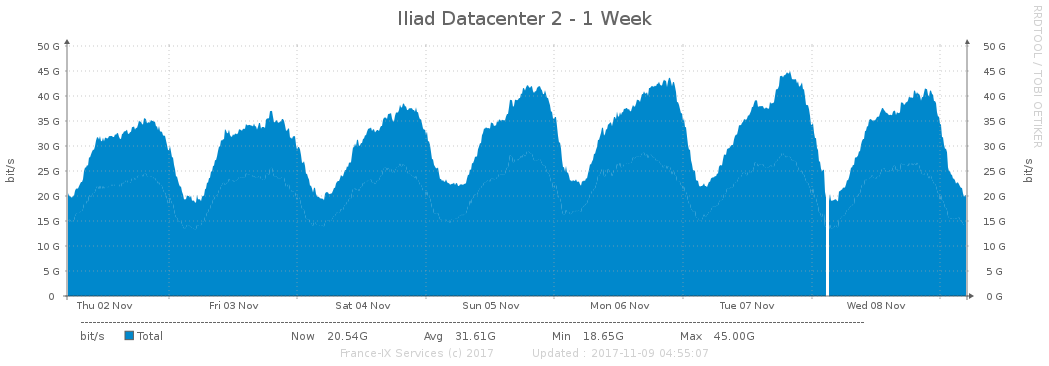 Iliad Datacenter 2 - 1 Week
RRDTOOL / TOBI OETIKER
bit/s
50 G
45 G
40 G
35 G
30 G
25 G
20 G
15 G
10 G
5 G
0
50 G
45 G
40 G
35 G
30 G
25 G
20 G
15 G
10 G
5 G
0 G
bit/s
Thu 02 Nov Fri 03 Nov Sat 04 Nov Sun 05 Nov Mon 06 Nov Tue 07 Nov Wed 08 Nov
bit/s Total Now 20.54G Avg 31.61G Min 18.65G Max 45.00G
France-IX Services (c) 2017 Updated : 2017-11-09 04:55:07